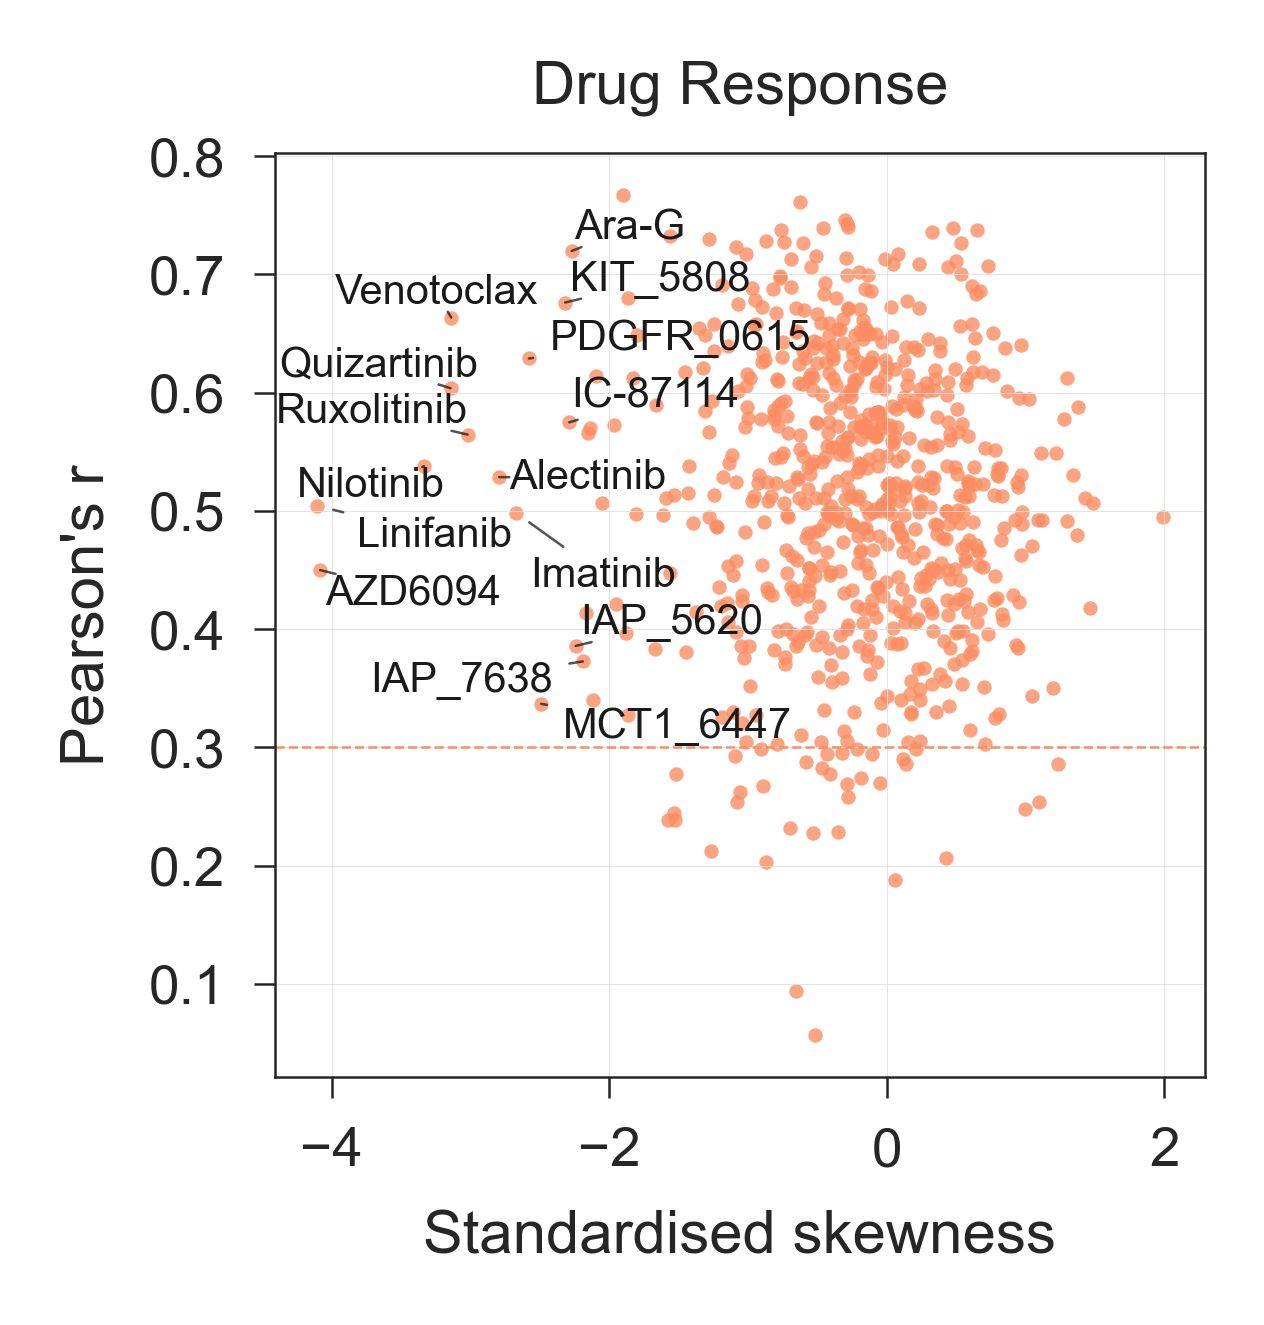 Drug Response
0.8
0.7
0.6
0.5
0.4
0.3
0.2
0.1
Pearson's r
Ara-G
KIT_5808
Venotoclax
PDGFR_0615
Quizartinib
IC-87114
Ruxolitinib
Alectinib
Nilotinib
Linifanib
Imatinib
AZD6094
IAP_5620
IAP_7638
MCT1_6447
−4
−2
0
2
Standardised skewness